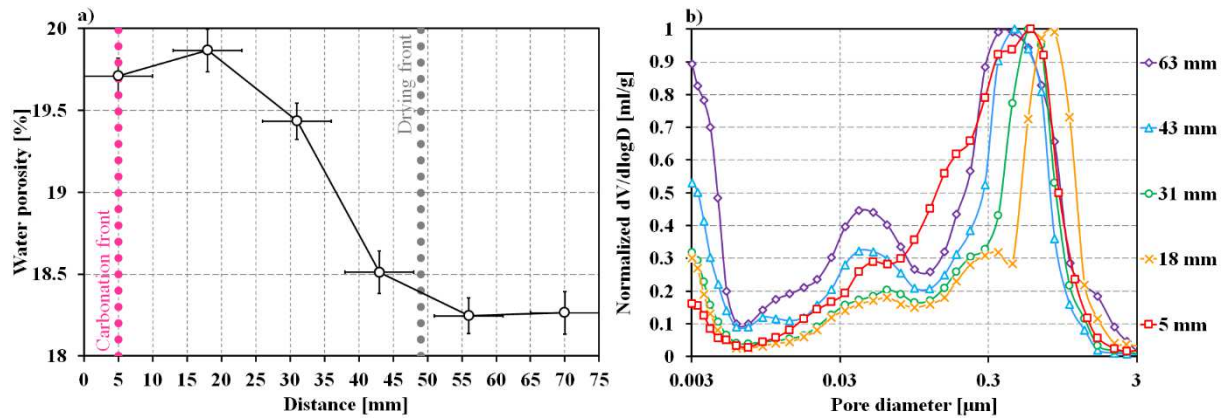 a)
Water porosity [%]
20
19.5
19
18.5
18
Carbonation front
Drying front
0 5 10 15 20 25 30 35 40 45 50 55 60 65 70 75
Distance [mm]
b)
Normalized dV/dlogD [ml/g]
1
0.9
0.8
0.7
0.6
0.5
0.4
0.3
0.2
0.1
0
0.003 0.03 0.3 3
Pore diameter [µm]
63 mm
43 mm
31 mm
18 mm
5 mm